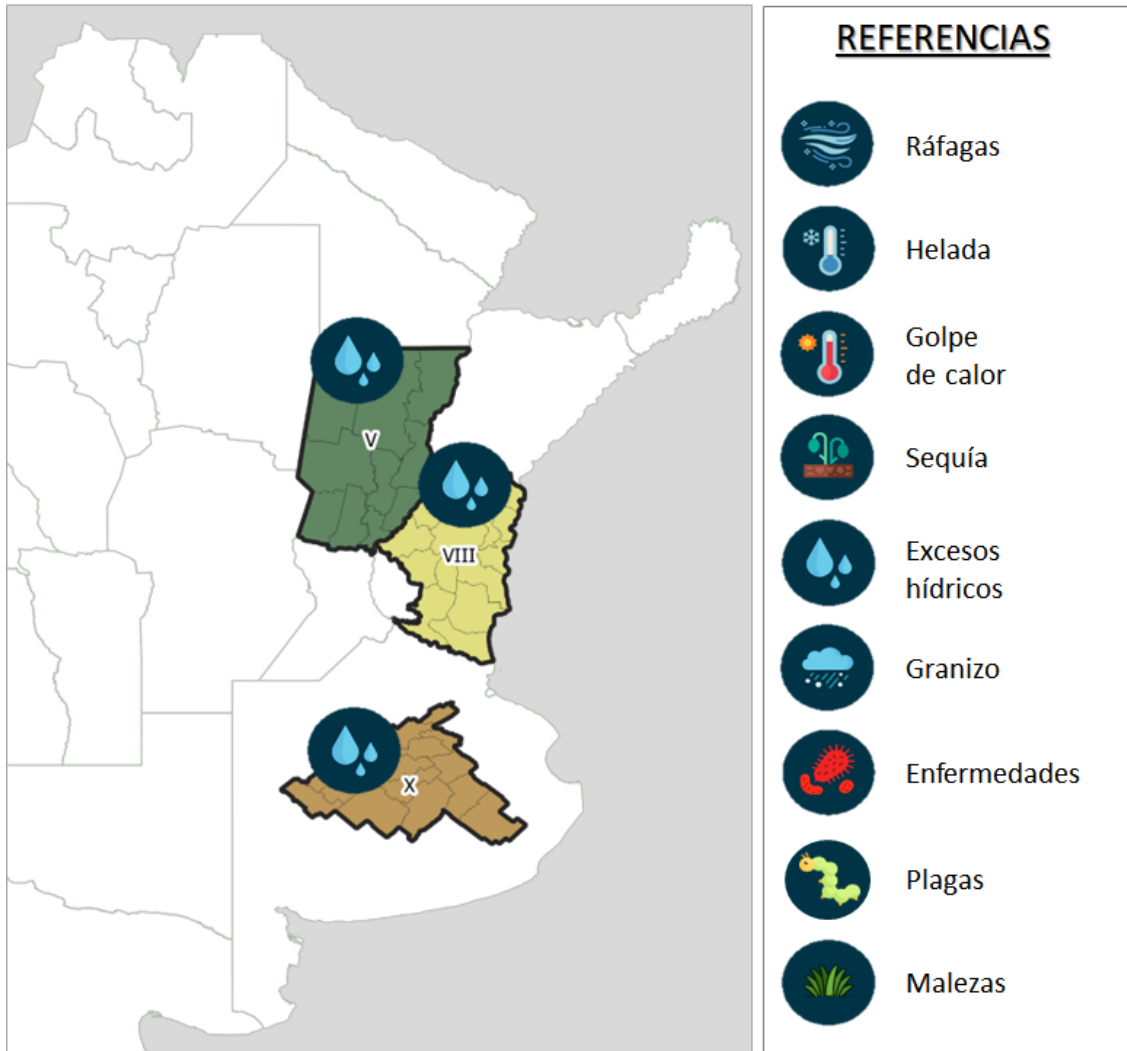 REFERENCIAS
Ráfagas
Helada
Golpe
de calor
Sequía
Excesos
hídricos
Granizo
Enfermedades
Plagas
Malezas
V
VIII
X